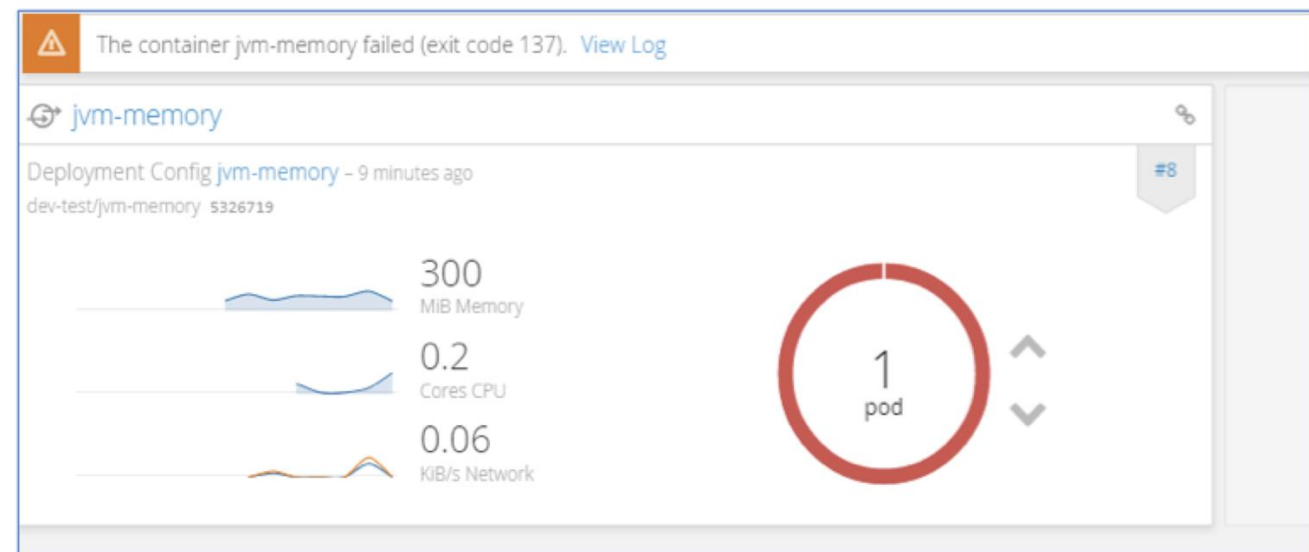 The container jvm-memory failed (exit code 137). View Log
jvm-memory
Deployment Config jvm-memory – 9 minutes ago
#8
dev-test/jvm-memory 5326719
300
MiB Memory
0.2
Cores CPU
0.06
KiB/s Network
1
pod